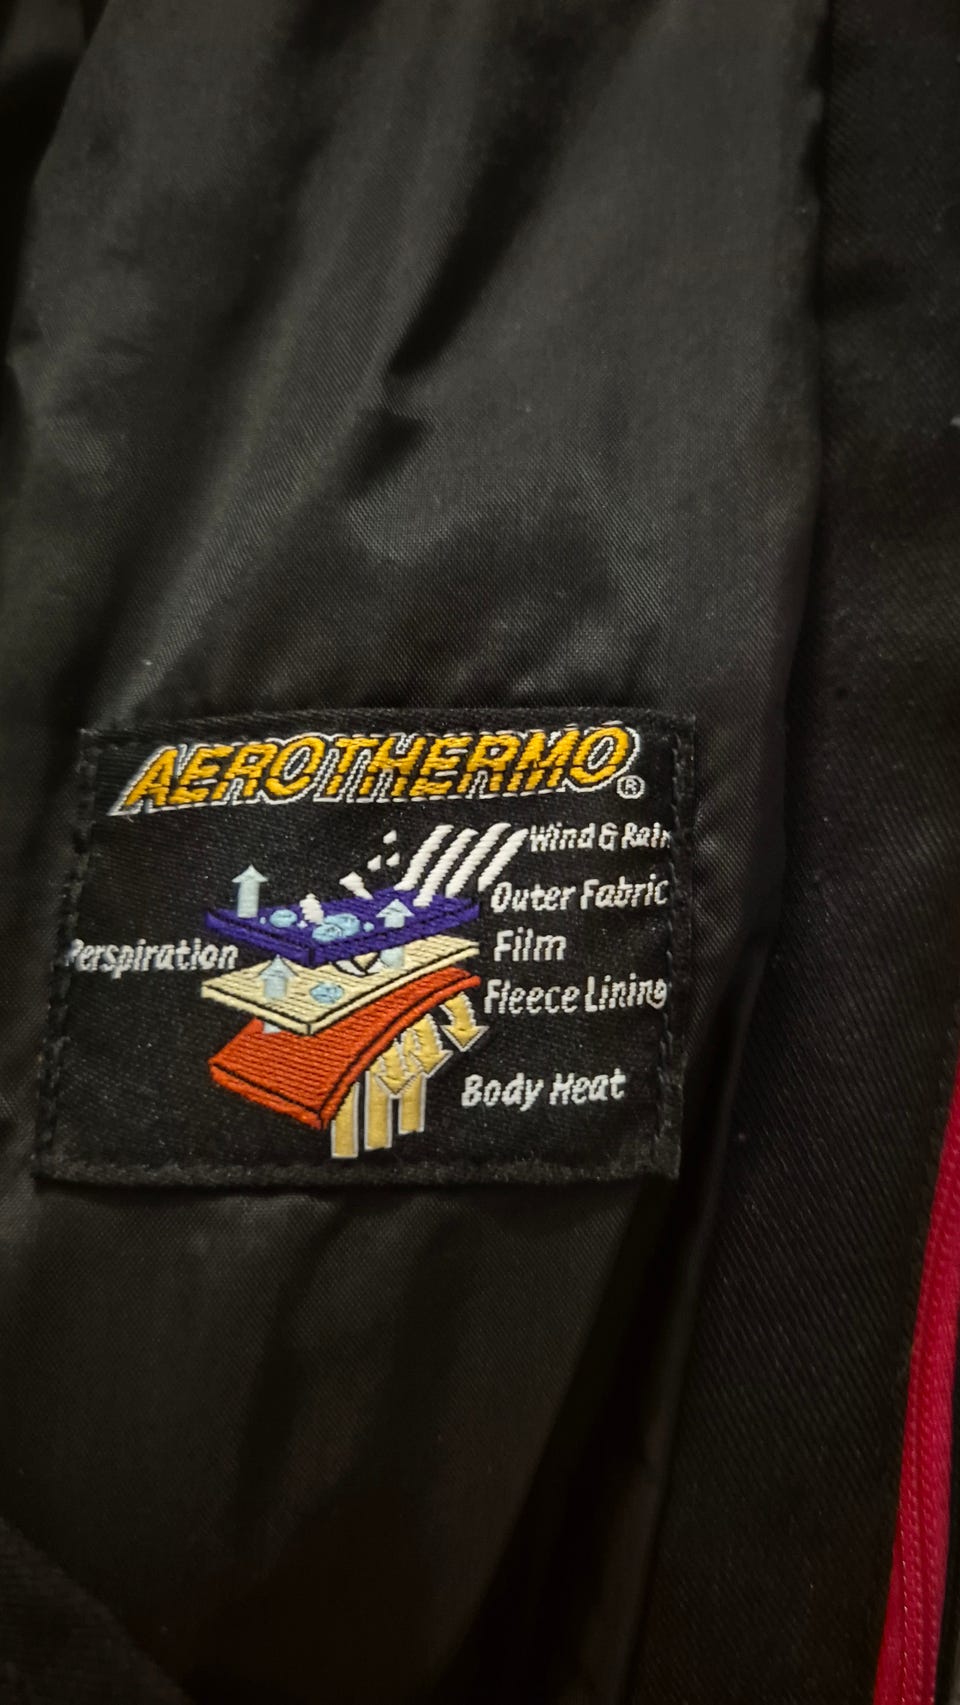 AEROTHERMO®
Wind & Rain
Outer Fabric
Perspiration
Film
Fleece Lining
Body Heat